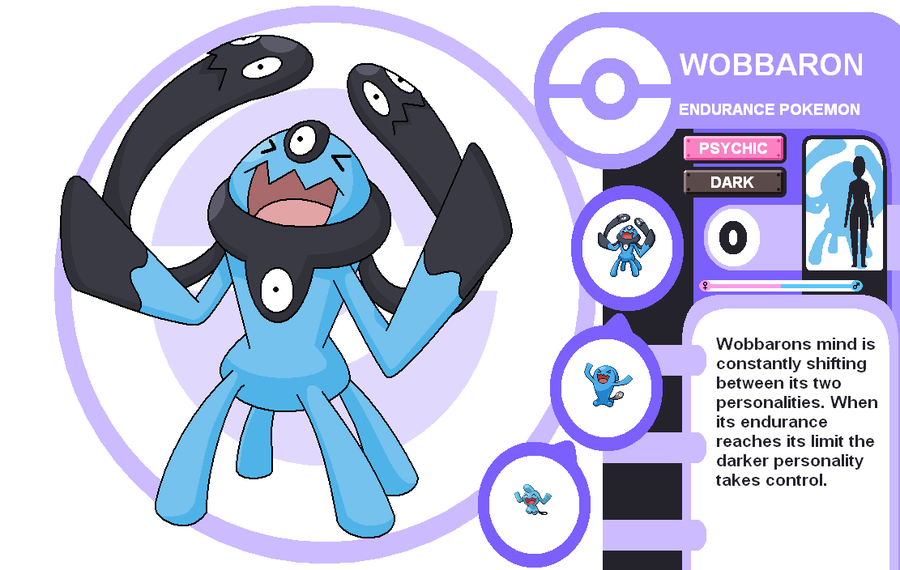 WOBBARON
ENDURANCE POKEMON
PSYCHIC
DARK
0
♀ ♂
Wobbarons mind is
constantly shifting
between its two
personalities. When
its endurance
reaches its limit the
darker personality
takes control.